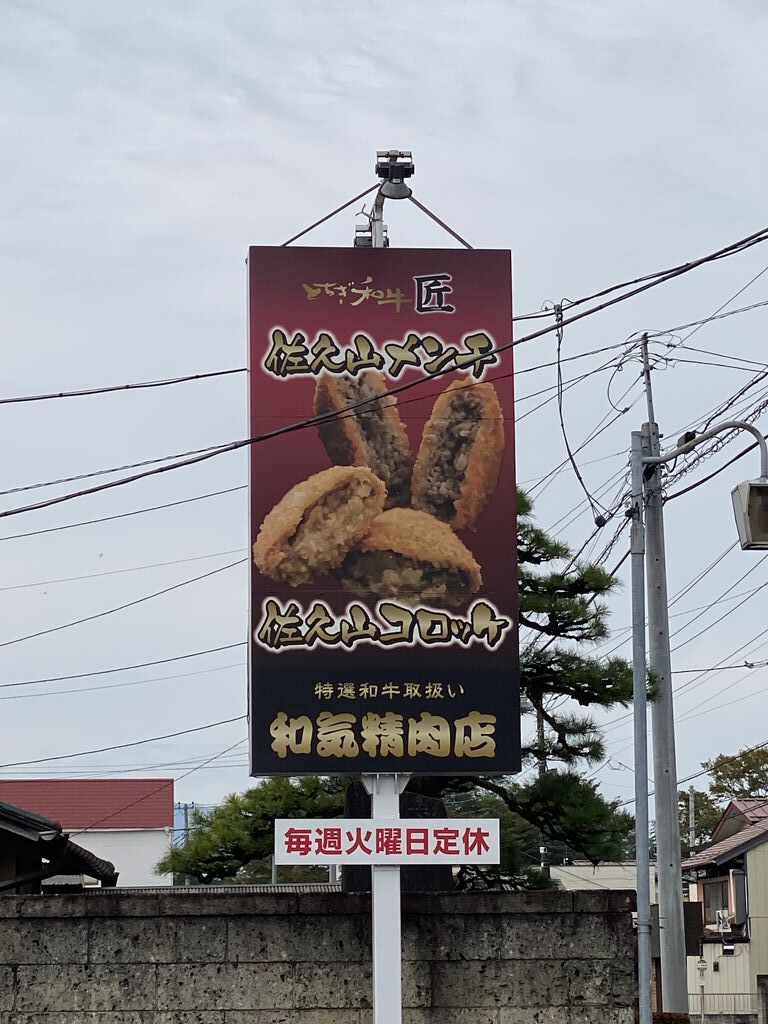 とちぎ和牛 匠
佐久山メンチ
佐久山コロッケ
特選和牛取扱い
和気精肉店
毎週火曜日定休